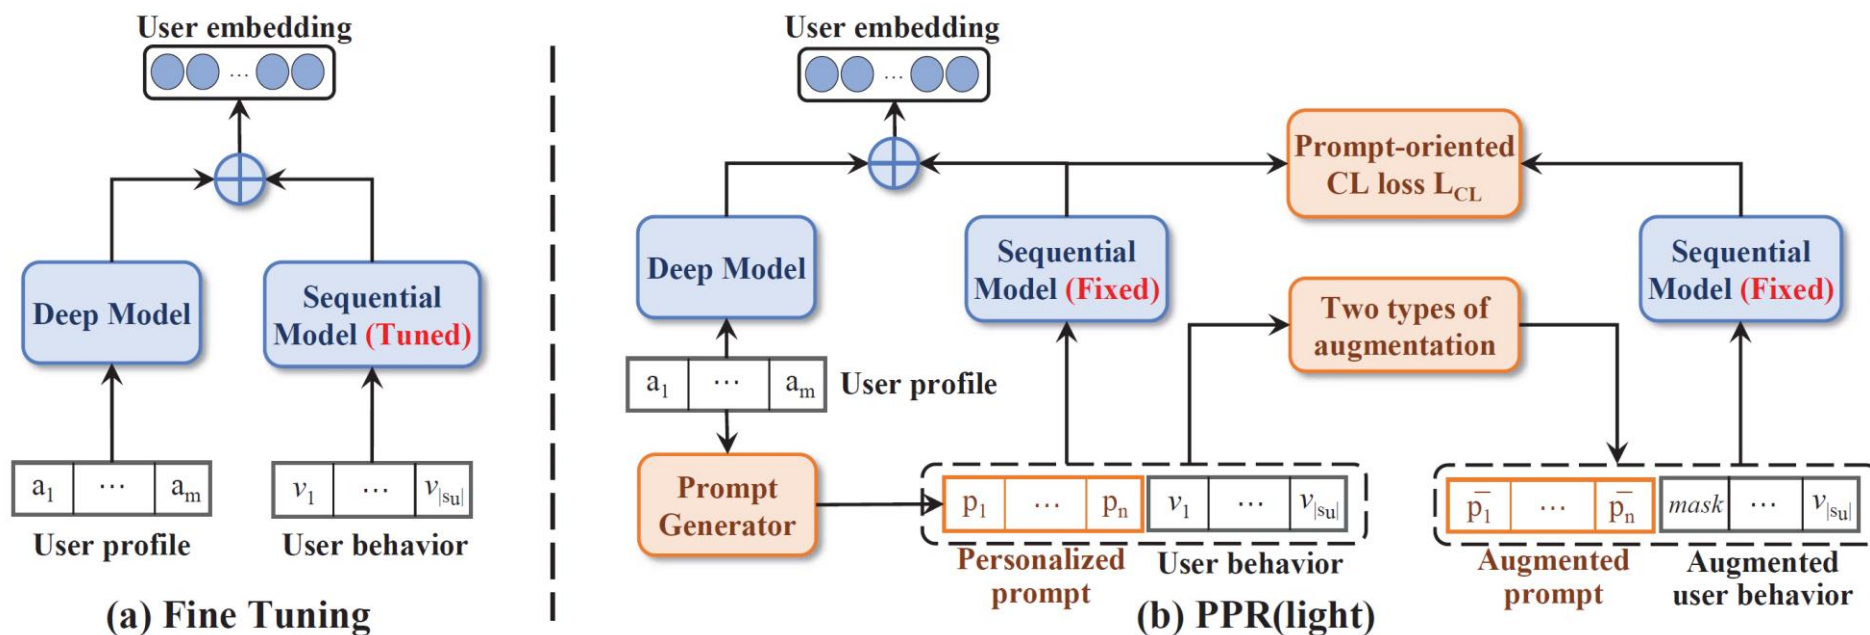 User embedding
...
Deep Model
Sequential
Model (Tuned)
a1 ... am
v1 ... v|su|
User profile
User behavior
(a) Fine Tuning
User embedding
...
Prompt-oriented
CL loss LCL
Deep Model
Sequential
Model (Fixed)
Two types of
augmentation
Sequential
Model (Fixed)
a1 ... am
User profile
Prompt
Generator
p1 ... pn
v1 ... v|su|
p̄1 ... p̄n
mask ... v|su|
Personalized
prompt
User behavior
Augmented
prompt
Augmented
user behavior
(b) PPR(light)